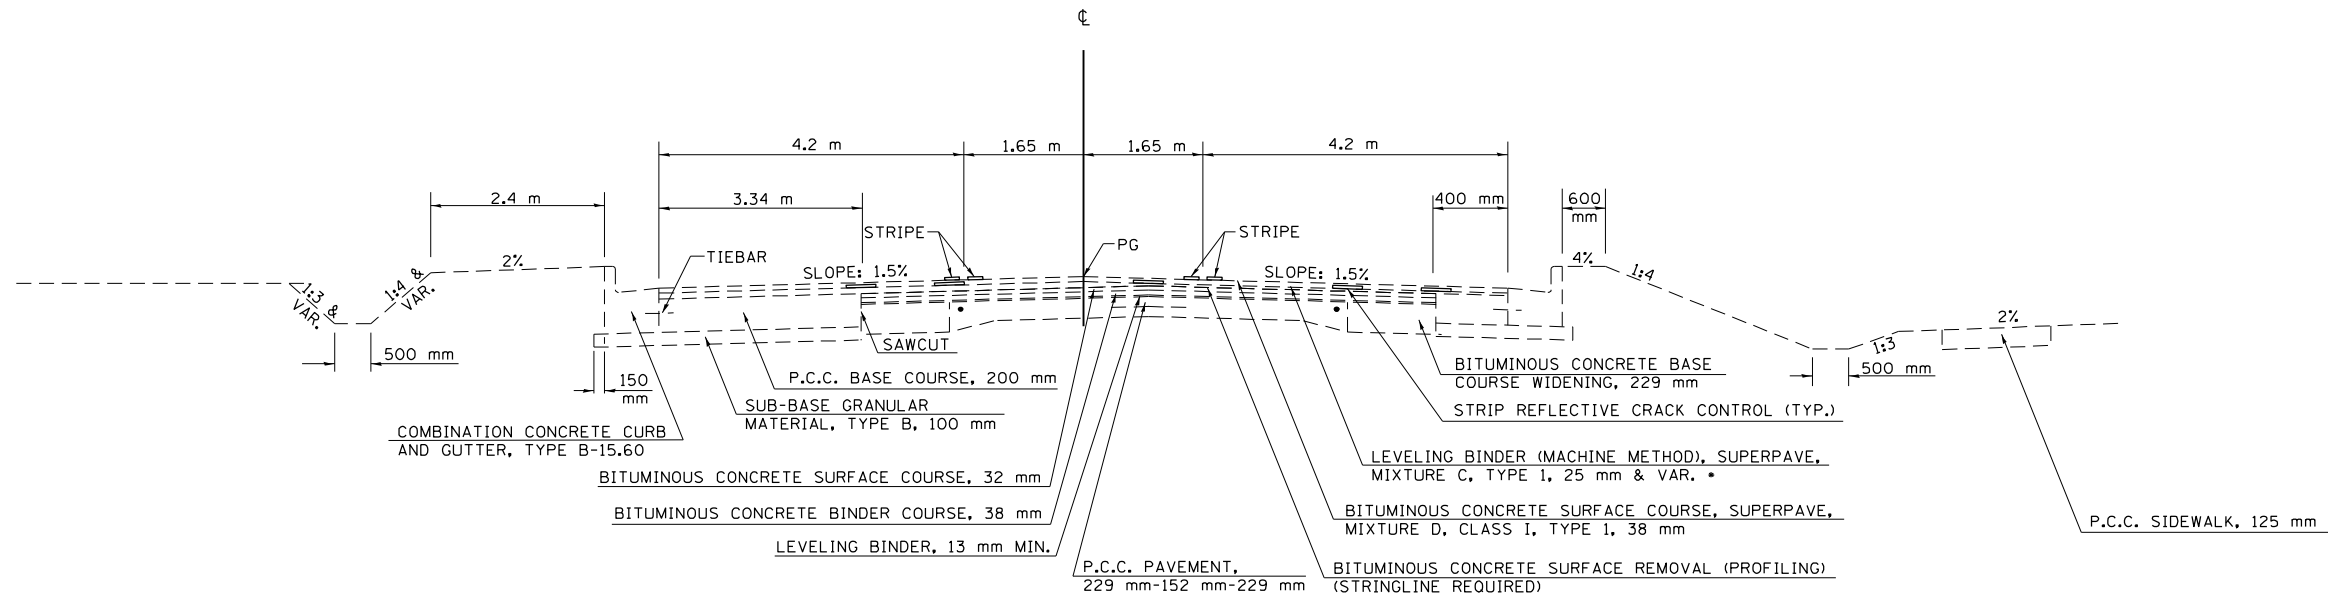 ℄
4.2 m
1.65 m
1.65 m
4.2 m
2.4 m
3.34 m
400 mm
600
mm
STRIPE
PG
STRIPE
TIEBAR
2%
4%
SLOPE: 1.5%
SLOPE: 1.5%
1:3 &
VAR.
1:4 &
VAR.
1:4
2%
1:3
500 mm
SAWCUT
500 mm
150
mm
P.C.C. BASE COURSE, 200 mm
BITUMINOUS CONCRETE BASE
COURSE WIDENING, 229 mm
SUB-BASE GRANULAR
MATERIAL, TYPE B, 100 mm
STRIP REFLECTIVE CRACK CONTROL (TYP.)
COMBINATION CONCRETE CURB
AND GUTTER, TYPE B-15.60
LEVELING BINDER (MACHINE METHOD), SUPERPAVE,
MIXTURE C, TYPE 1, 25 mm & VAR. *
BITUMINOUS CONCRETE SURFACE COURSE, 32 mm
BITUMINOUS CONCRETE BINDER COURSE, 38 mm
BITUMINOUS CONCRETE SURFACE COURSE, SUPERPAVE,
MIXTURE D, CLASS I, TYPE 1, 38 mm
P.C.C. SIDEWALK, 125 mm
LEVELING BINDER, 13 mm MIN.
P.C.C. PAVEMENT,
229 mm-152 mm-229 mm
BITUMINOUS CONCRETE SURFACE REMOVAL (PROFILING)
(STRINGLINE REQUIRED)